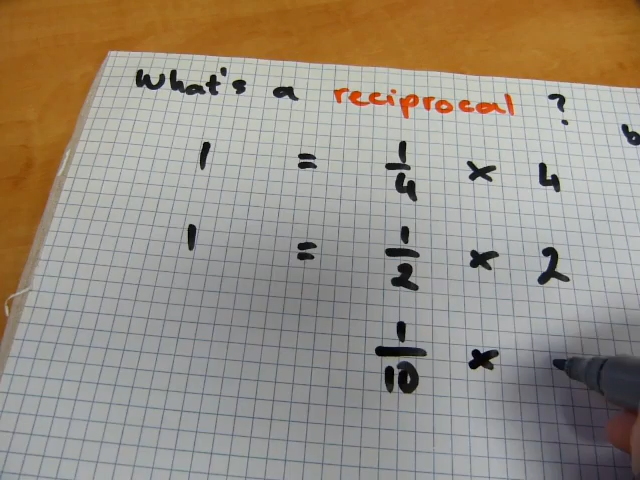 What's a reciprocal ?
1 = 1/4 × 4
1 = 1/2 × 2
1/10 ×